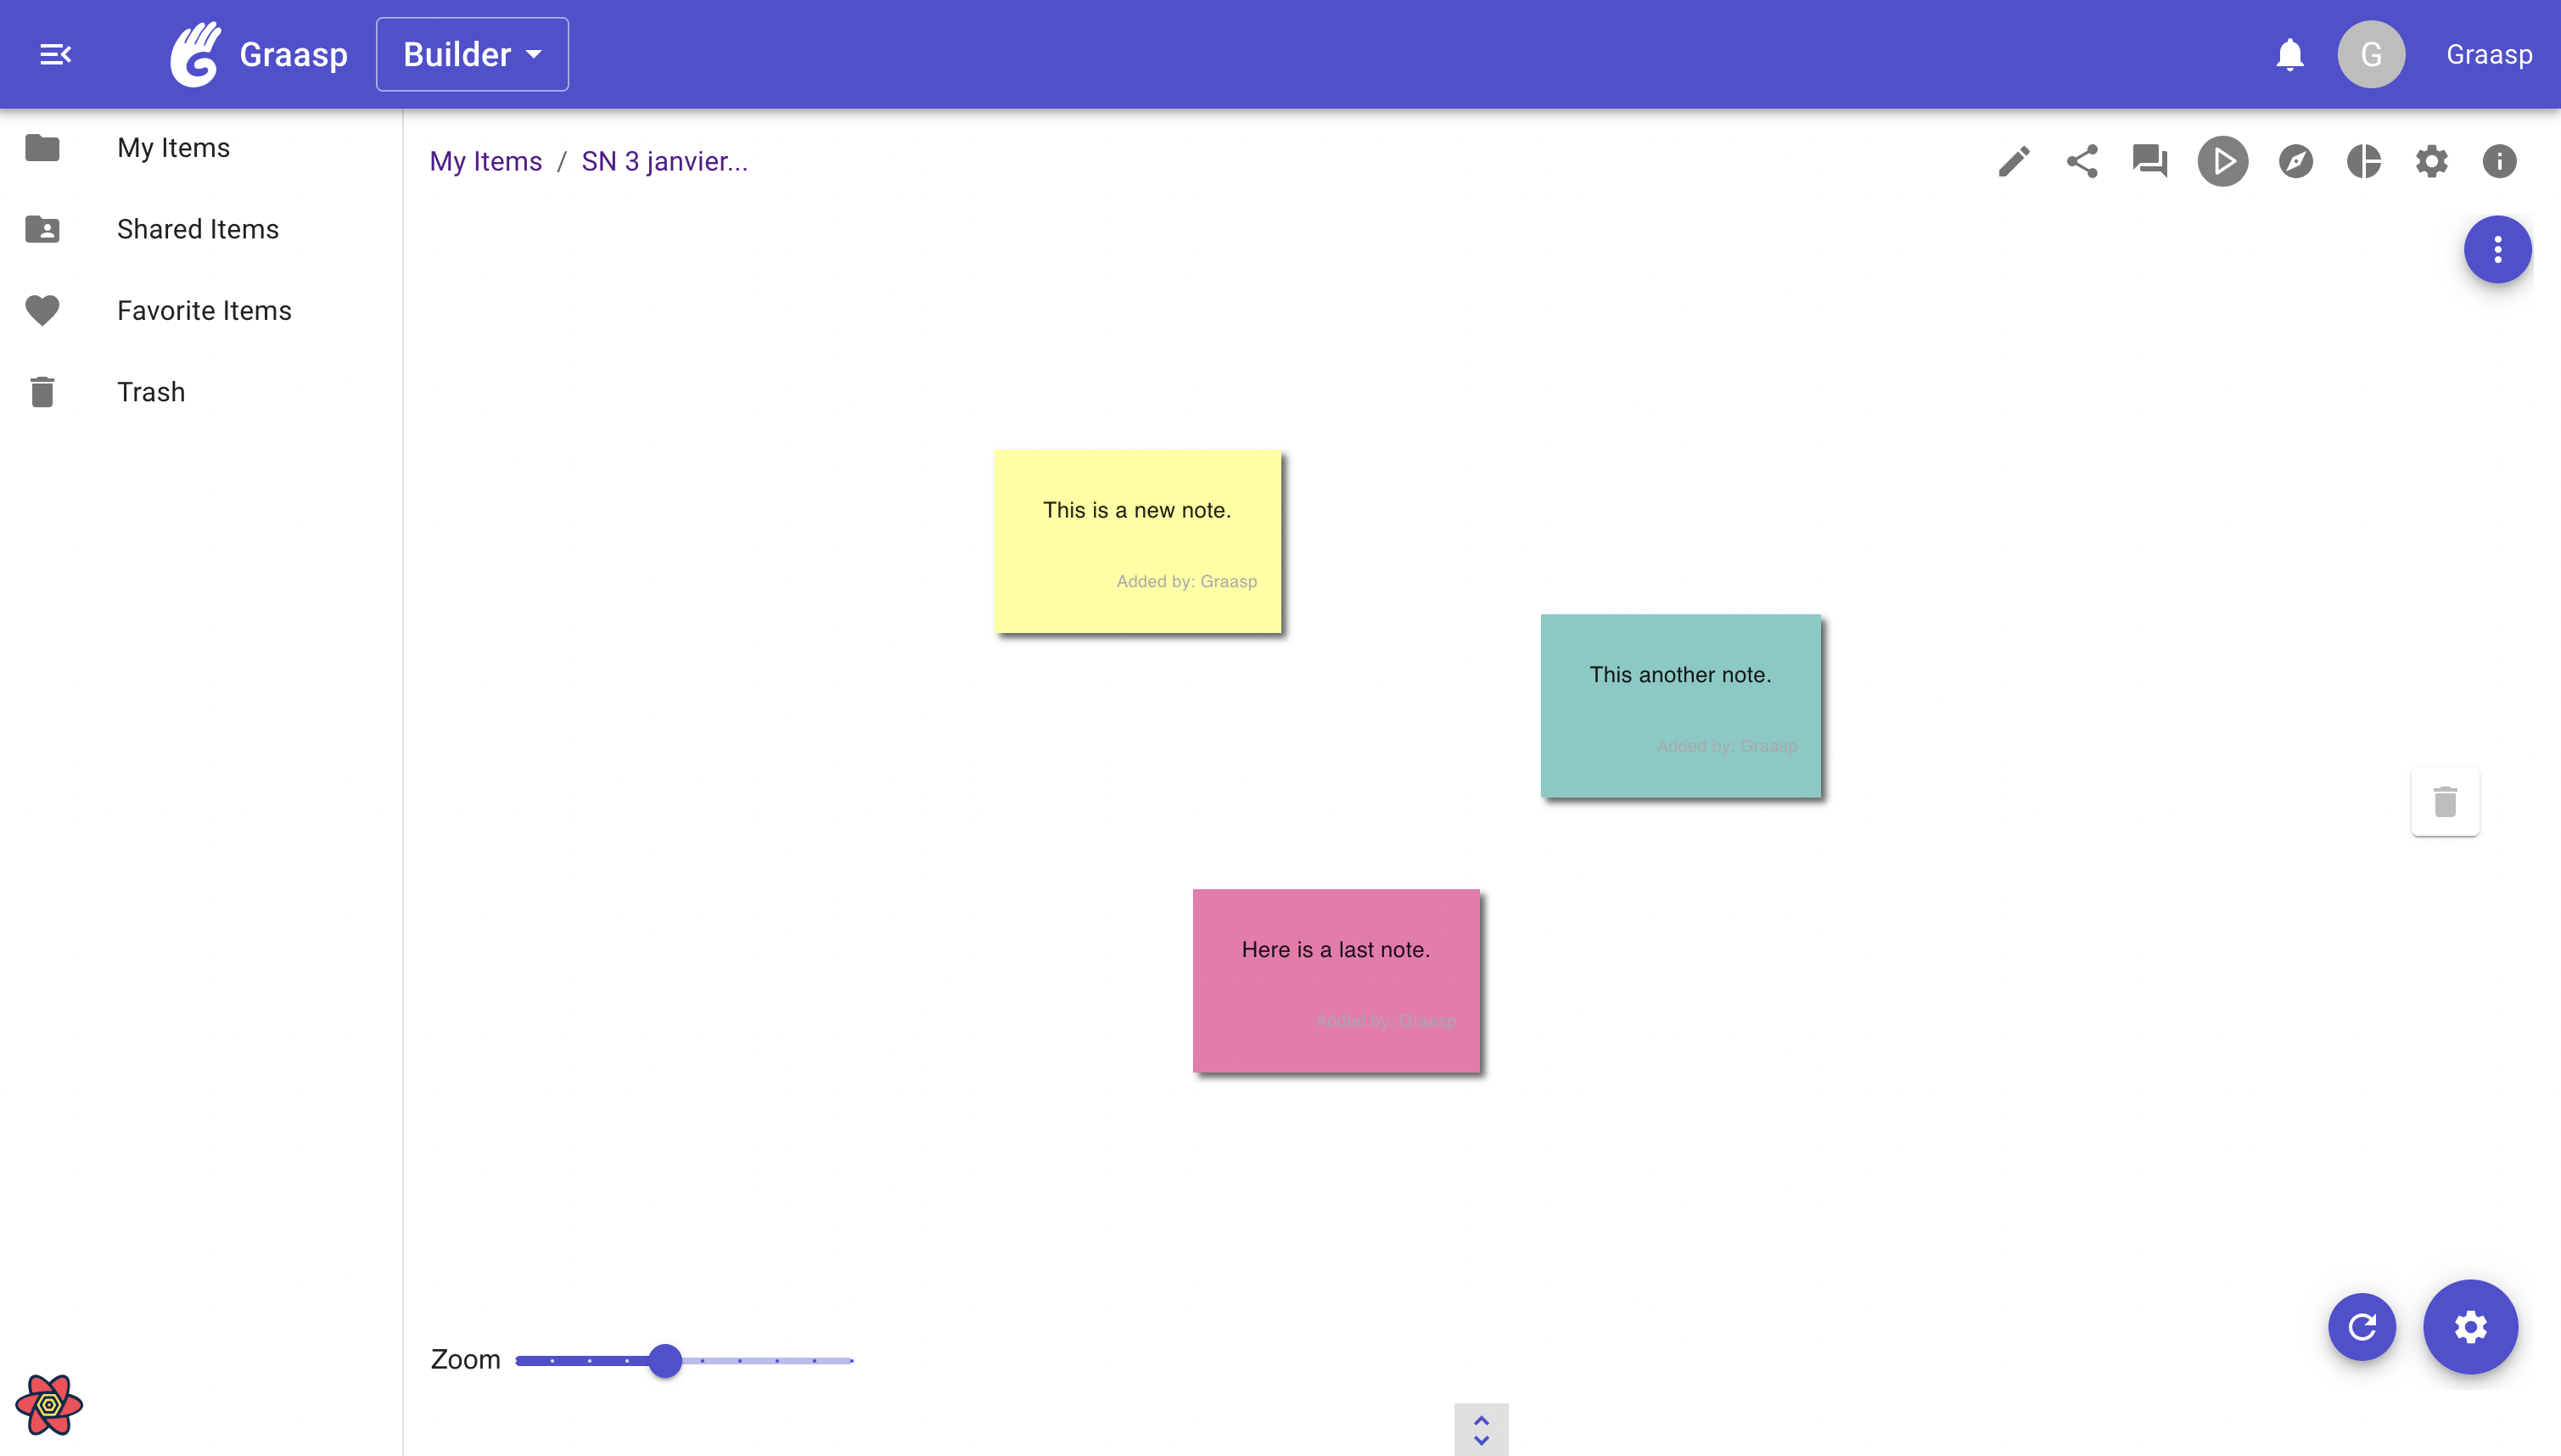 Graasp
Builder
G
Graasp
My Items
Shared Items
Favorite Items
Trash
My Items / SN 3 janvier...
This is a new note.
Added by: Graasp
This another note.
Added by: Graasp
Here is a last note.
Added by: Graasp
Zoom